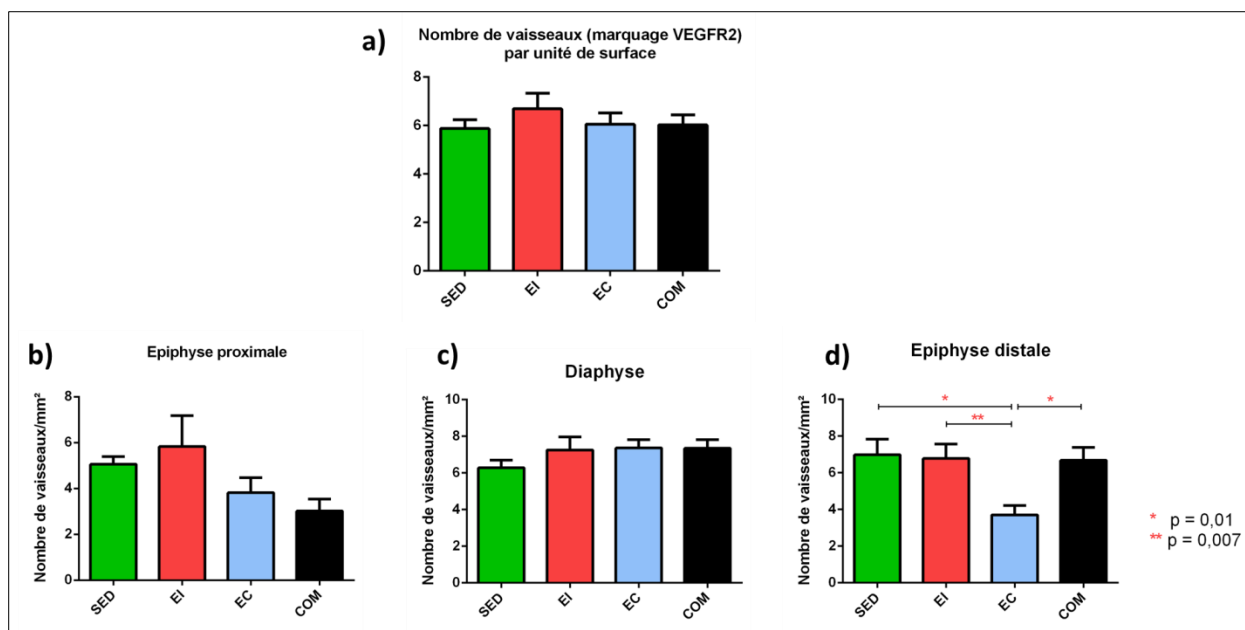 a)
Nombre de vaisseaux (marquage VEGFR2)
par unité de surface
8
6
4
2
0
SED
EI
EC
COM
b)
Epiphyse proximale
Nombre de vaisseaux/mm²
8
6
4
2
0
SED
EI
EC
COM
c)
Diaphyse
Nombre de vaisseaux/mm²
10
8
6
4
2
0
SED
EI
EC
COM
d)
Epiphyse distale
Nombre de vaisseaux/mm²
10
8
6
4
2
0
*
*
**
SED
EI
EC
COM
* p = 0,01
** p = 0,007